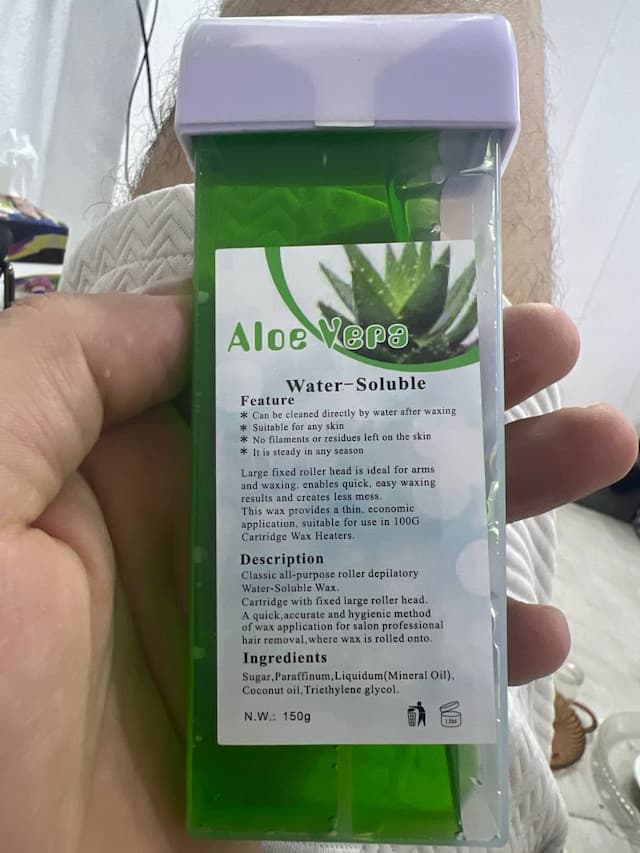 Aloe Vera
Water-Soluble
Feature
* Can be cleaned directly by water after waxing
* Suitable for any skin
* No filaments or residues left on the skin
* It is steady in any season
Large fixed roller head is ideal for arms
and waxing, enables quick, easy waxing
results and creates less mess.
This wax provides a thin, economic
application, suitable for use in 100G
Cartridge Wax Heaters.
Description
Classic all-purpose roller depilatory
Water-Soluble Wax.
Cartridge with fixed large roller head.
A quick,accurate and hygienic method
of wax application for salon professional
hair removal,where wax is rolled onto.
Ingredients
Sugar,Paraffinum,Liquidum(Mineral Oil),
Coconut oil,Triethylene glycol.
N.W.: 150g